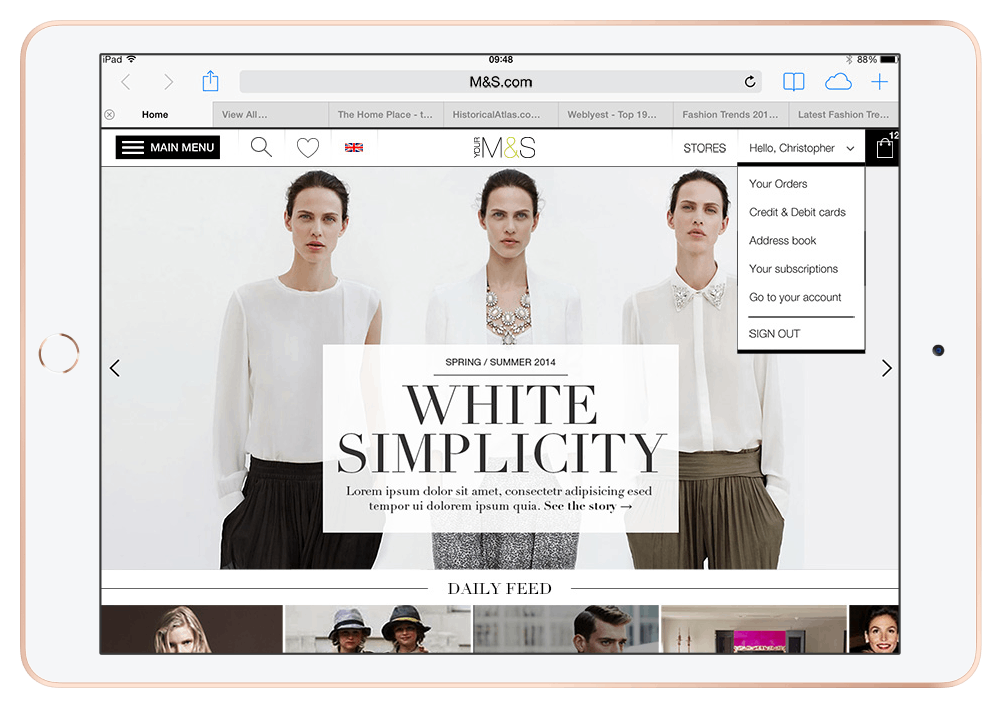 iPad 09:48 88%
M&S.com
Home View All... The Home Place - t... HistoricalAtlas.co... Weblyest - Top 19... Fashion Trends 201... Latest Fashion Tre...
MAIN MENU YOUR M&S STORES Hello, Christopher 12
Your Orders
Credit & Debit cards
Address book
Your subscriptions
Go to your account
SIGN OUT
SPRING / SUMMER 2014
WHITE
SIMPLICITY
Lorem ipsum dolor sit amet, consectetr adipisicing esed
tempor ui dolorem ipsum quia. See the story →
DAILY FEED